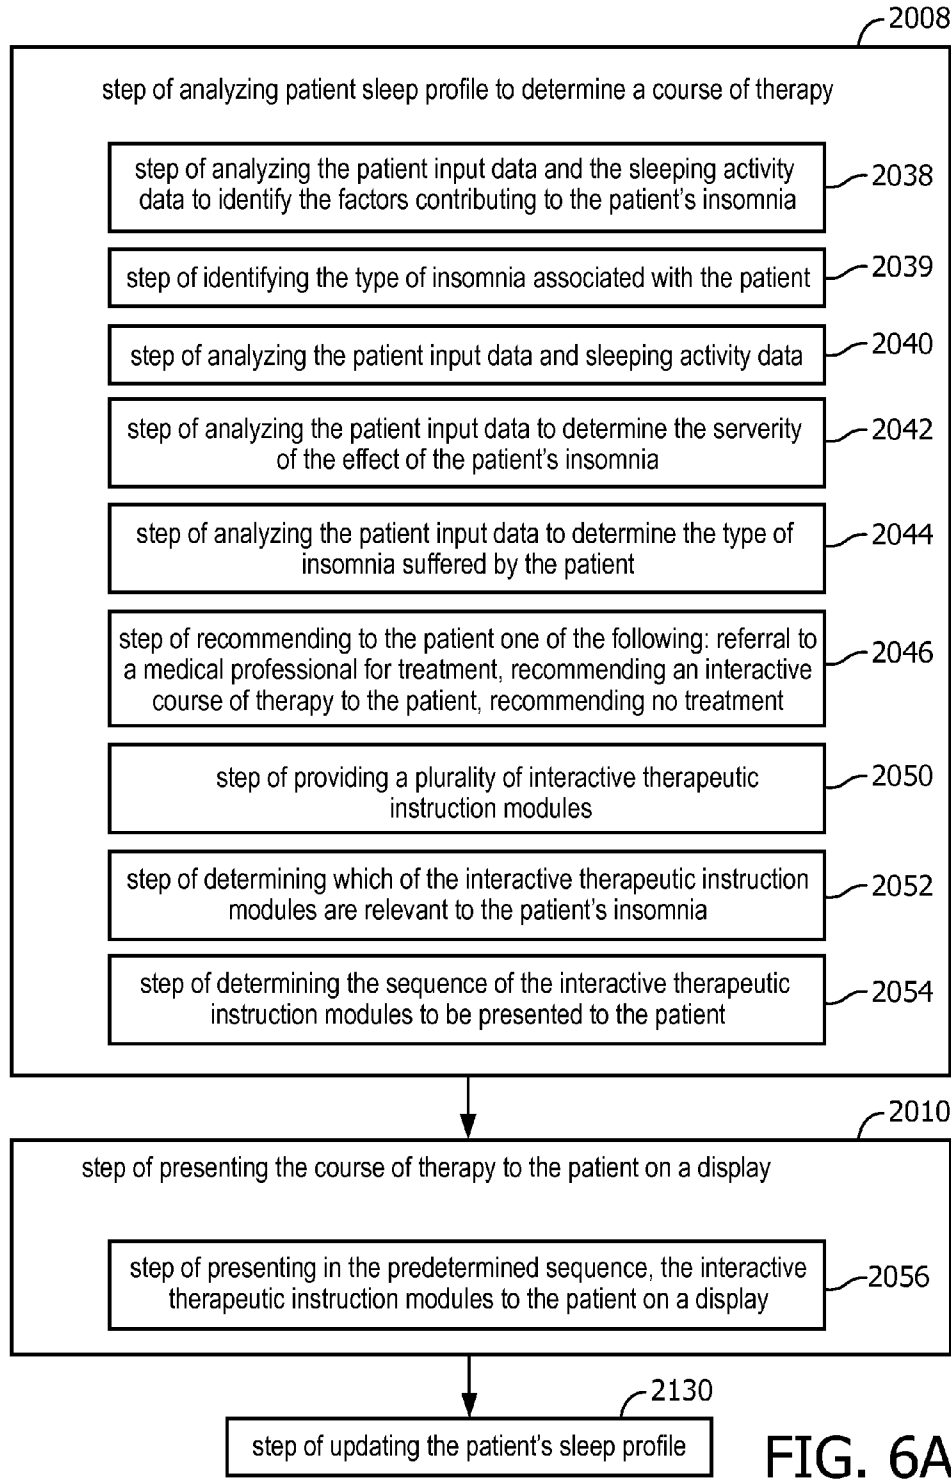 2008
step of analyzing patient sleep profile to determine a course of therapy
step of analyzing the patient input data and the sleeping activity
data to identify the factors contributing to the patient's insomnia
2038
step of identifying the type of insomnia associated with the patient
2039
step of analyzing the patient input data and sleeping activity data
2040
step of analyzing the patient input data to determine the serverity
of the effect of the patient's insomnia
2042
step of analyzing the patient input data to determine the type of
insomnia suffered by the patient
2044
step of recommending to the patient one of the following: referral to
a medical professional for treatment, recommending an interactive
course of therapy to the patient, recommending no treatment
2046
step of providing a plurality of interactive therapeutic
instruction modules
2050
step of determining which of the interactive therapeutic instruction
modules are relevant to the patient's insomnia
2052
step of determining the sequence of the interactive therapeutic
instruction modules to be presented to the patient
2054
2010
step of presenting the course of therapy to the patient on a display
step of presenting in the predetermined sequence, the interactive
therapeutic instruction modules to the patient on a display
2056
2130
step of updating the patient's sleep profile
FIG. 6A